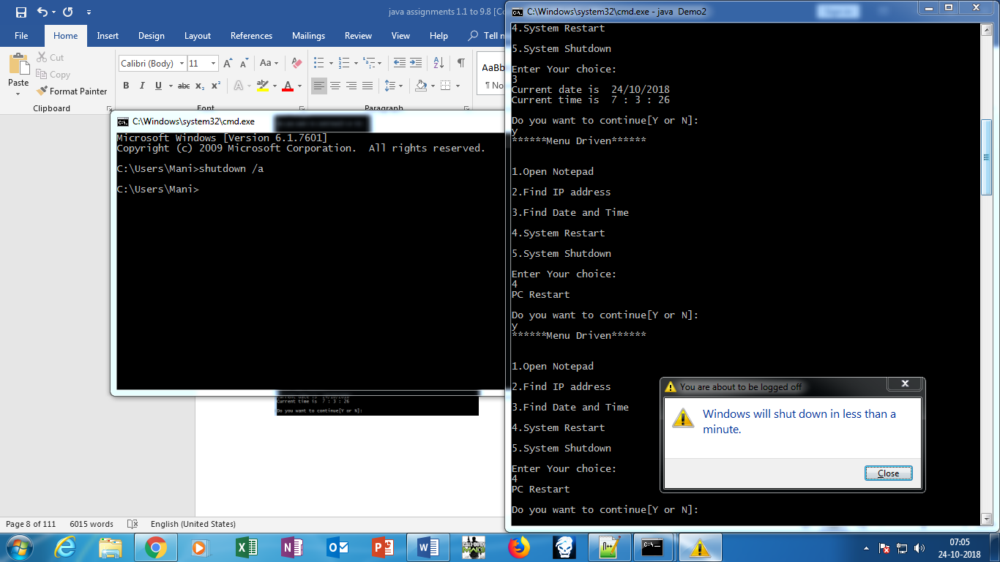 java assignments 1.1 to 9.8 [Co
File Home Insert Design Layout References Mailings Review View Help Tell
Cut
Copy
Paste
Format Painter
Calibri (Body) 11
B I U abc x₂ x² A ab A
Aa
AaBb
¶ No
Clipboard Font Paragraph
C:\Windows\system32\cmd.exe
Microsoft Windows [Version 6.1.7601]
Copyright (c) 2009 Microsoft Corporation.  All rights reserved.
C:\Users\Mani>shutdown /a
C:\Users\Mani>
Current time is 7 : 3 : 26
Do you want to continue[Y or N]:
C:\Windows\system32\cmd.exe - java  Demo2
4.System Restart
5.System Shutdown
Enter Your choice:
3
Current date is  24/10/2018
Current time is  7 : 3 : 26
Do you want to continue[Y or N]:
y
******Menu Driven******
1.Open Notepad
2.Find IP address
3.Find Date and Time
4.System Restart
5.System Shutdown
Enter Your choice:
4
PC Restart
Do you want to continue[Y or N]:
y
******Menu Driven******
1.Open Notepad
2.Find IP address
3.Find Date and Time
4.System Restart
5.System Shutdown
Enter Your choice:
4
PC Restart
Do you want to continue[Y or N]:
You are about to be logged off
Windows will shut down in less than a
minute.
Close
Page 8 of 111 6015 words English (United States)
07:05
24-10-2018